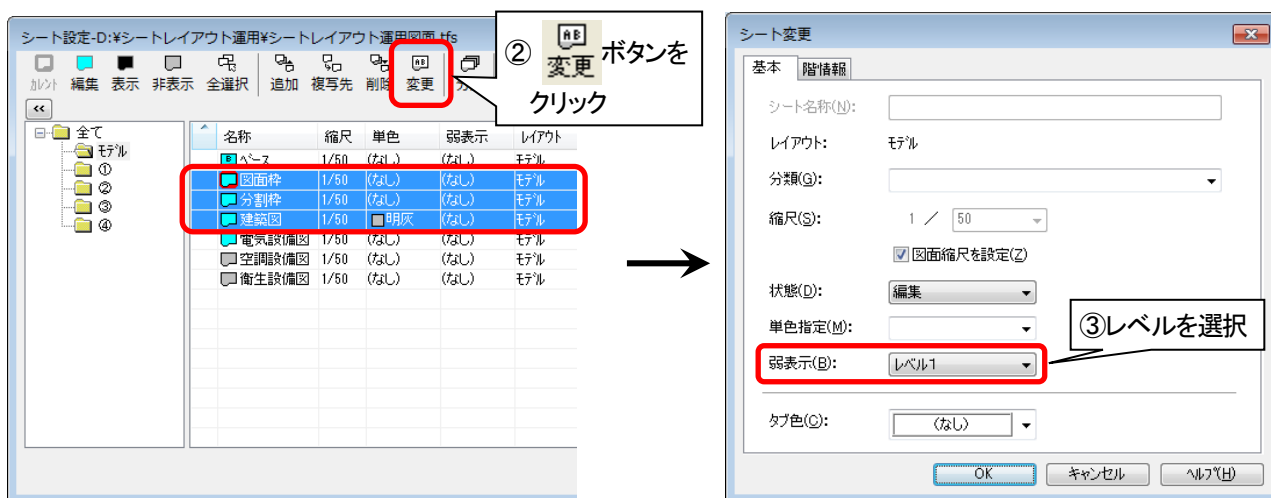 シート設定-D:¥シートレイアウト運用¥シートレイアウト運用図面.tfs
ｶﾚﾝﾄ 編集 表示 非表示 全選択 追加 複写先 削除 変更
<<
全て
ﾓﾃﾞﾙ
①
②
③
④
名称 縮尺 単色 弱表示 ﾚｲｱｳﾄ
ﾍﾞｰｽ 1/50 (なし) (なし) ﾓﾃﾞﾙ
図面枠 1/50 (なし) (なし) ﾓﾃﾞﾙ
分割枠 1/50 (なし) (なし) ﾓﾃﾞﾙ
建築図 1/50 明灰 (なし) ﾓﾃﾞﾙ
電気設備図 1/50 (なし) (なし) ﾓﾃﾞﾙ
空調設備図 1/50 (なし) (なし) ﾓﾃﾞﾙ
衛生設備図 1/50 (なし) (なし) ﾓﾃﾞﾙ
② 変更 ボタンを
クリック
シート変更
基本 階情報
シート名称(N):
レイアウト: ﾓﾃﾞﾙ
分類(G):
縮尺(S): 1 ／ 50
図面縮尺を設定(Z)
状態(D): 編集
単色指定(M):
弱表示(B): ﾚﾍﾞﾙ1
③レベルを選択
タブ色(C): (なし)
OK キャンセル ﾍﾙﾌﾟ(H)